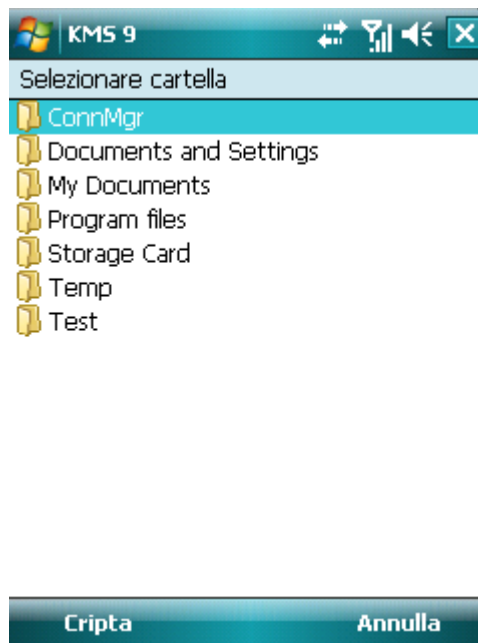 KMS 9
Selezionare cartella
ConnMgr
Documents and Settings
My Documents
Program files
Storage Card
Temp
Test
Cripta Annulla